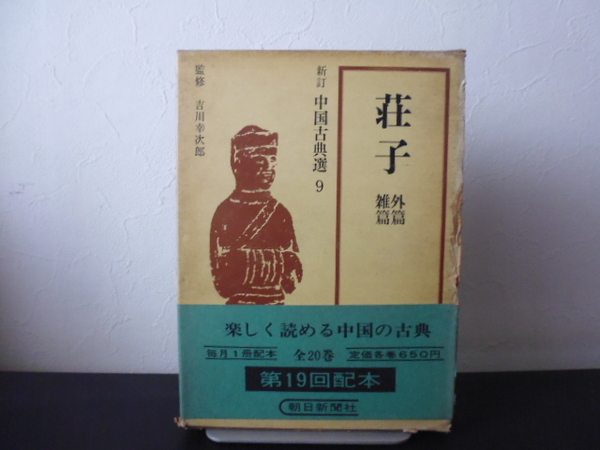 荘子
外篇
雑篇
新訂 中国古典選 9
監修 吉川幸次郎
楽しく読める中国の古典
毎月1冊配本 全20巻 定価各巻650円
第19回配本
朝日新聞社